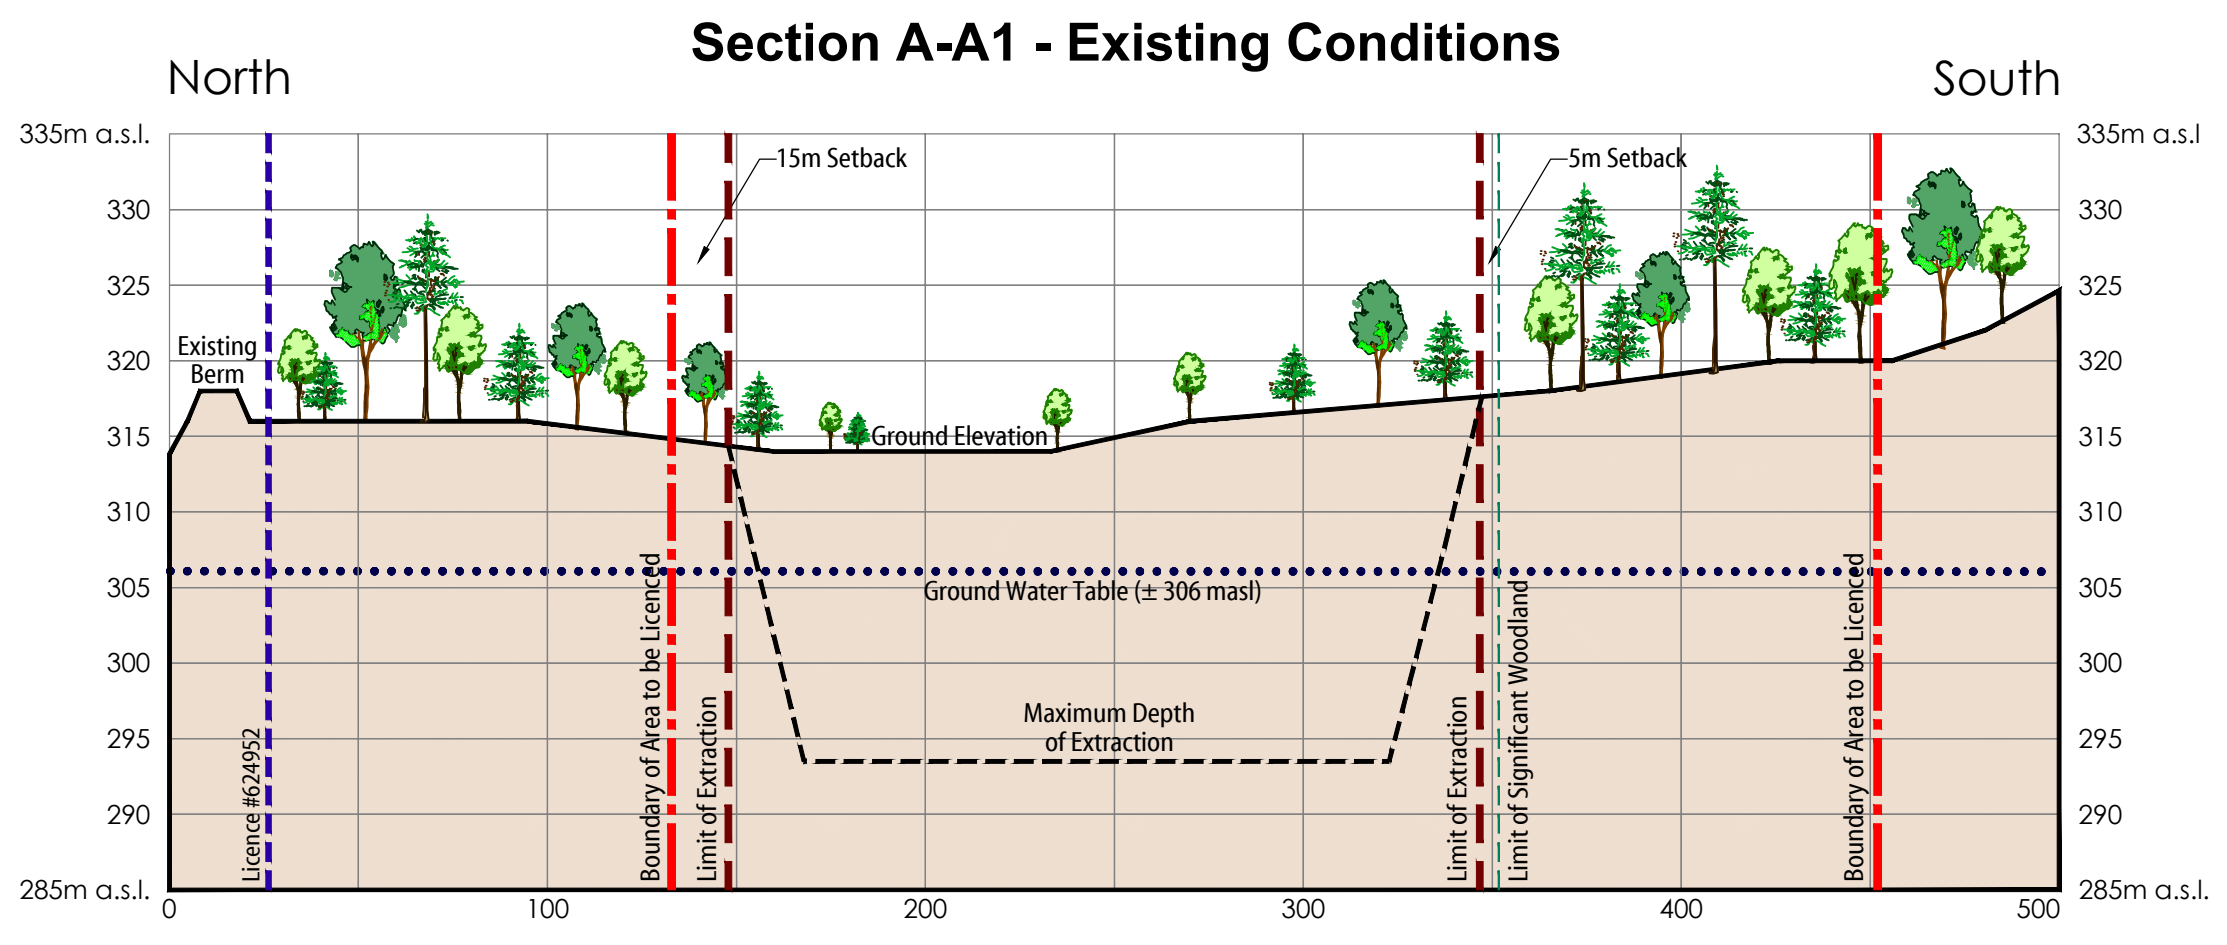 Section A-A1 - Existing Conditions
North
South
335m a.s.l.
335m a.s.l
15m Setback
5m Setback
330
330
325
325
Existing
Berm
320
320
315
Ground Elevation
315
310
310
305
Ground Water Table (± 306 masl)
305
300
300
Maximum Depth
of Extraction
295
295
290
290
Licence #624952
Boundary of Area to be Licenced
Limit of Extraction
Limit of Extraction
Limit of Significant Woodland
Boundary of Area to be Licenced
285m a.s.l.
285m a.s.l.
0
100
200
300
400
500